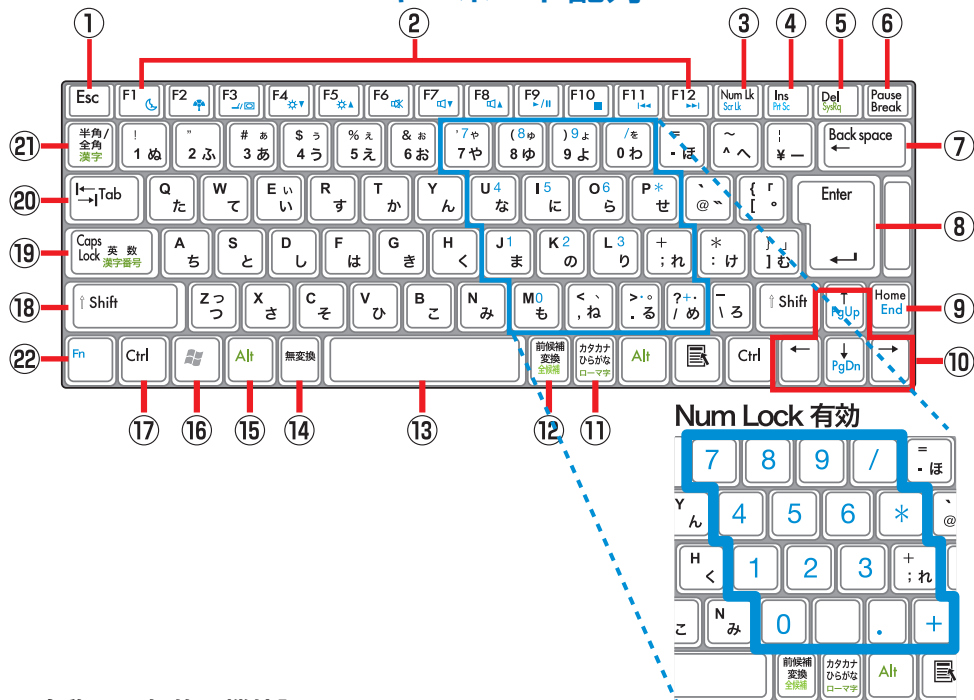 ① ② ③ ④ ⑤ ⑥
Esc F1 F2 F3 F4 F5 F6 F7 F8 F9 F10 F11 F12 Num Lk Scr Lk Ins Prt Sc Del SysRq Pause Break
㉑ 半角/全角 漢字 ! 1 ぬ " 2 ふ # ぁ 3 あ $ ぅ 4 う % ぇ 5 え & ぉ 6 お ' 7 ゃ 7 や ( 8 ゅ 8 ゆ ) 9 ょ 9 よ / を 0 わ = - ほ ~ ^ へ ¦ ¥ ー Back space ← ⑦
⑳ Tab Q た W て E ぃ い R す T か Y ん U 4 な I 5 に O 6 ら P * せ ` @ ゛ { 「 [ ゜ Enter ⑧
⑲ Caps Lock 英数 漢字番号 A ち S と D し F は G き H く J 1 ま K 2 の L 3 り + ; れ * : け } 」 ] む
⑱ ⇧ Shift Z っ つ X さ C そ V ひ B こ N み M 0 も < 、 , ね > . 。 . る ? + ・ / め _ \ ろ ⇧ Shift ↑ PgUp Home End ⑨
㉒ Fn Ctrl Alt 無変換 前候補 変換 全候補 カタカナ ひらがな ローマ字 Alt Ctrl ← ↓ PgDn → ⑩
⑰ ⑯ ⑮ ⑭ ⑬ ⑫ ⑪
Num Lock 有効
7 8 9 / = - ほ
Y ん 4 5 6 * ` @
H く 1 2 3 + ; れ
こ N み 0 . +
前候補 変換 全候補 カタカナ ひらがな ローマ字 Alt